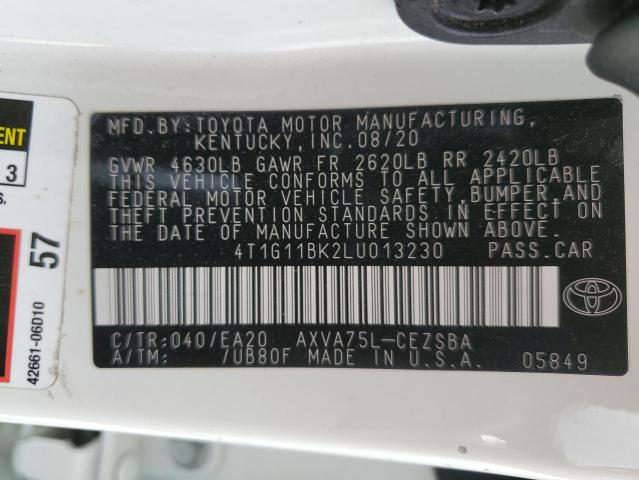 MFD.BY:TOYOTA MOTOR MANUFACTURING,
KENTUCKY, INC.08/20
GVWR 4630LB GAWR FR 2620LB RR 2420LB
THIS VEHICLE CONFORMS TO ALL APPLICABLE
FEDERAL MOTOR VEHICLE SAFETY, BUMPER, AND
THEFT PREVENTION STANDARDS IN EFFECT ON
THE DATE OF MANUFACTURE SHOWN ABOVE.
4T1G11BK2LU013230 PASS.CAR
C/TR:040/EA20 AXVA75L-CEZSBA
A/TM: /UB80F MADE IN U.S.A. 05849
TOYOTA
3
57
42661-06D10